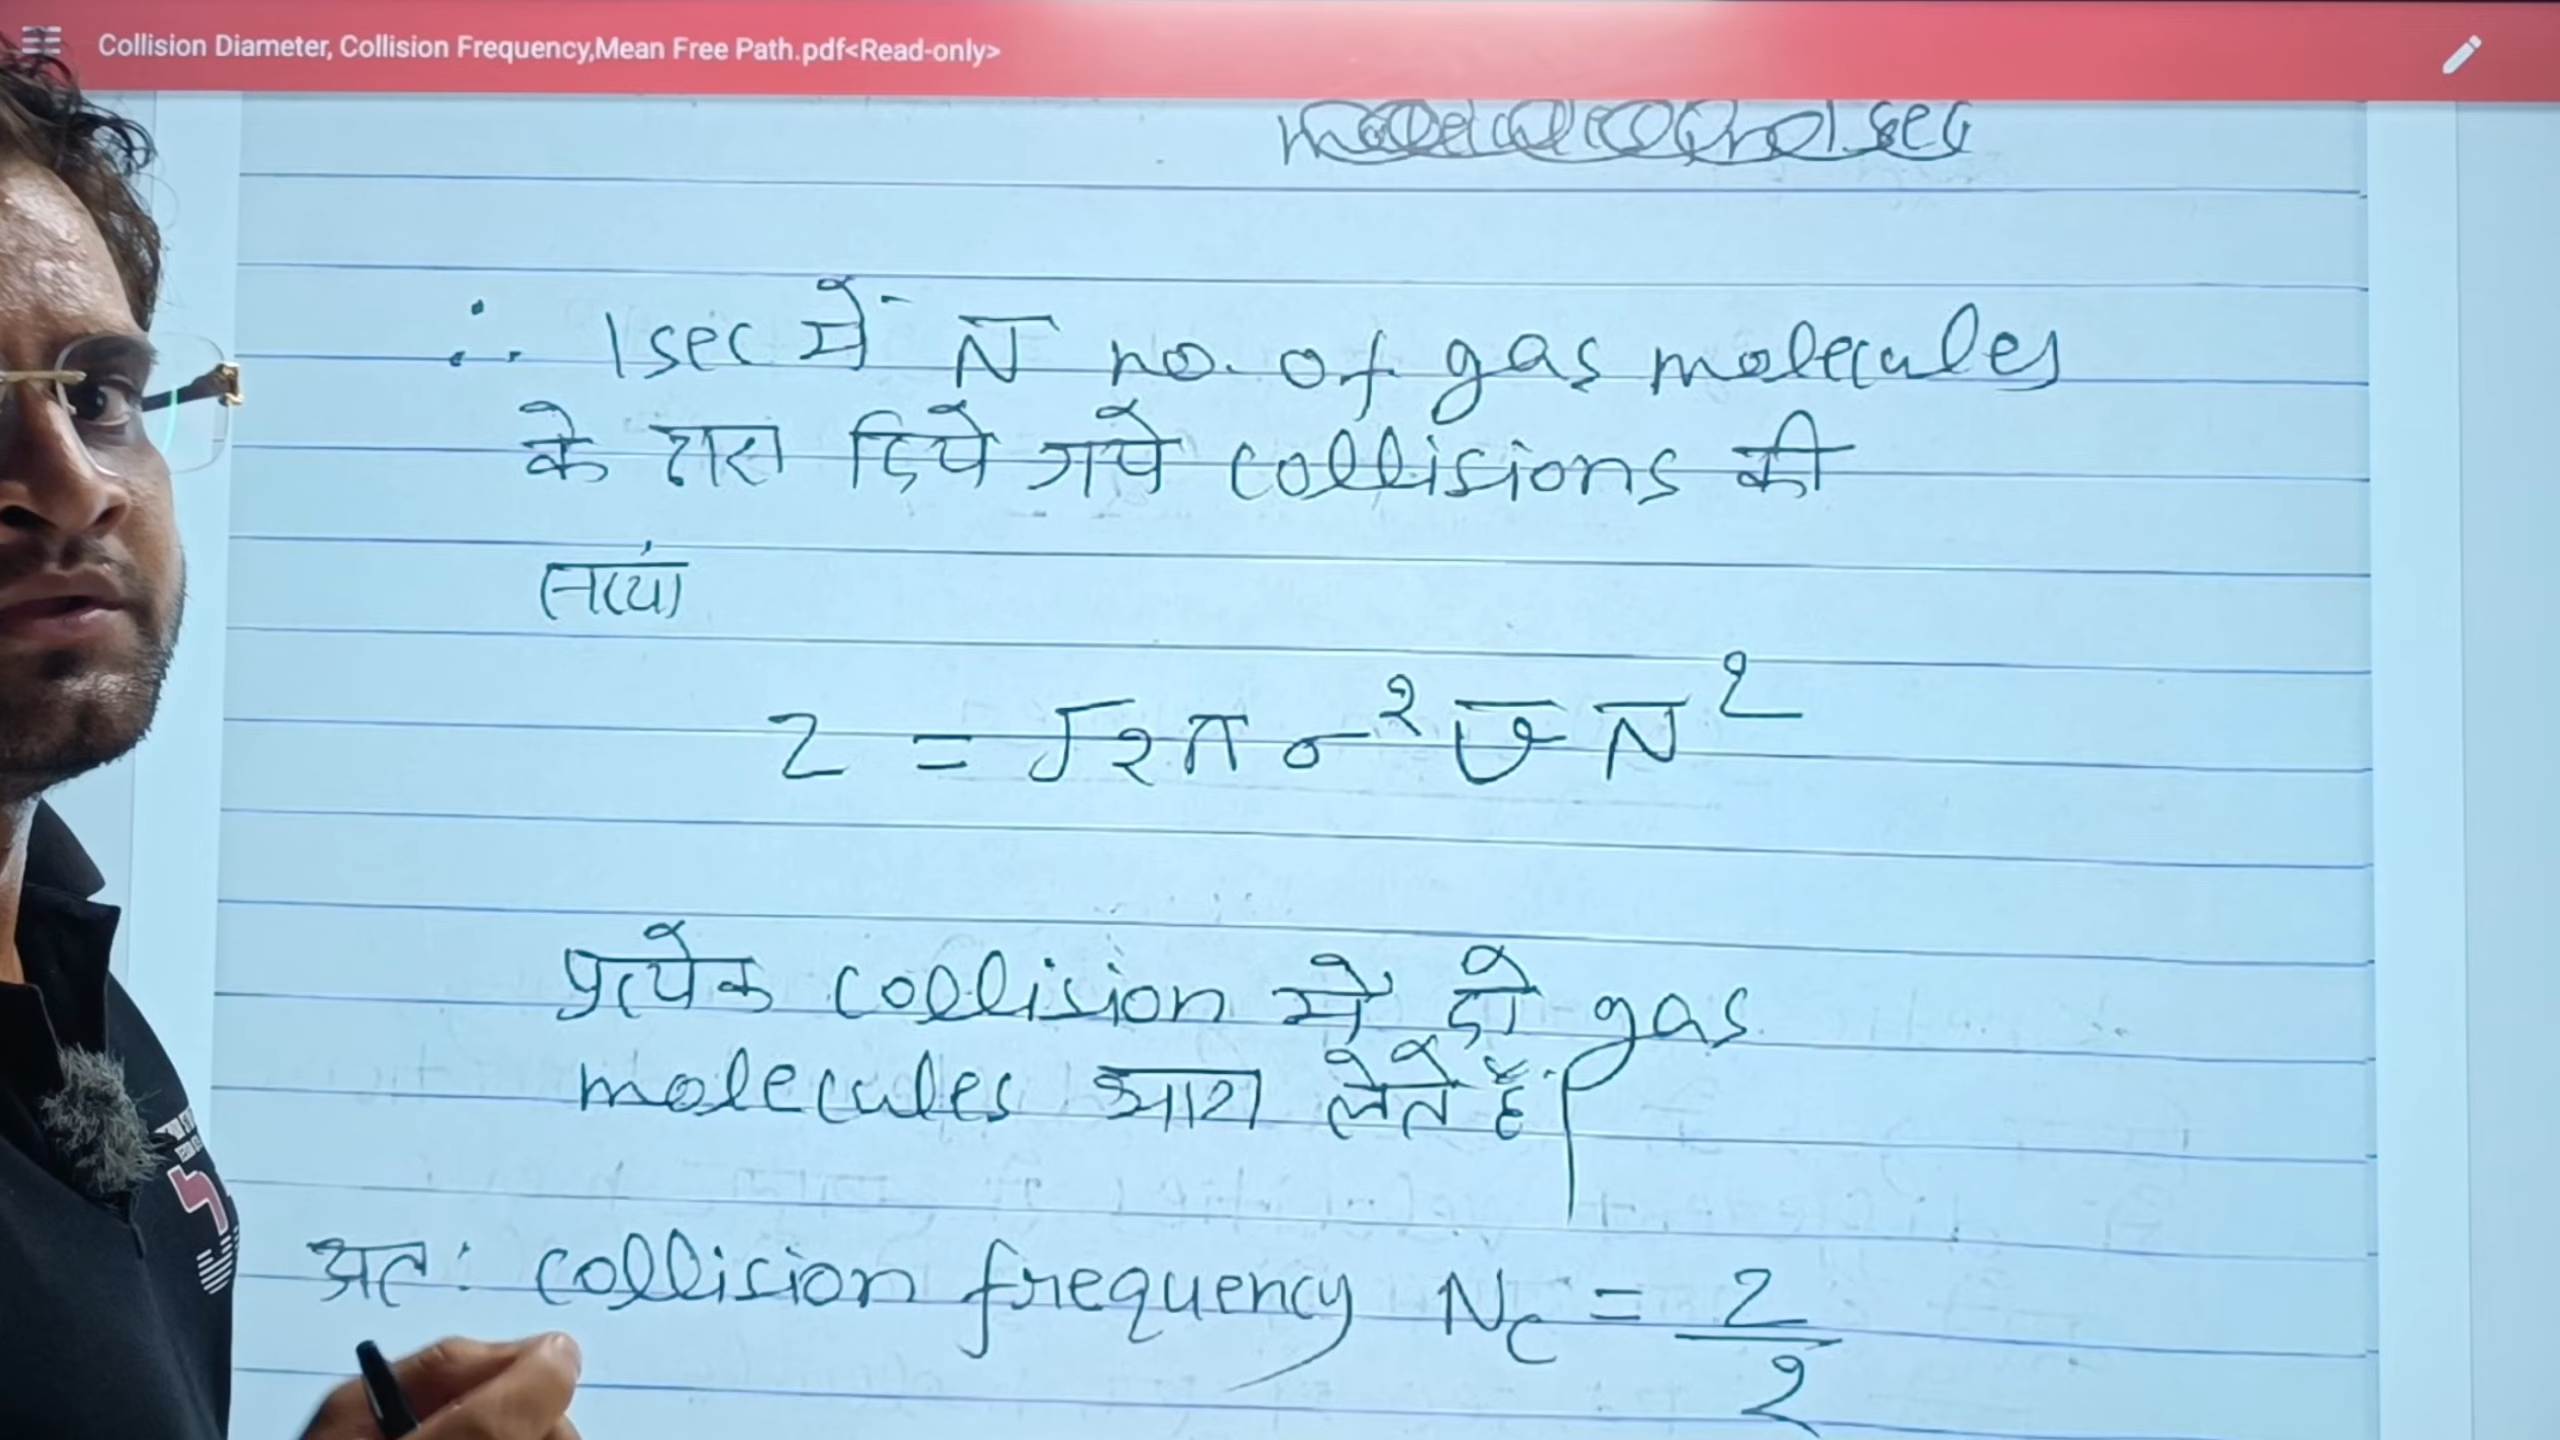 Collision Diameter, Collision Frequency,Mean Free Path.pdf<Read-only>
∴ 1sec में N̅ no. of gas molecules
के द्वारा दिये गये collisions की
संख्या
Z = √2 π σ² v̅ N̅²
प्रत्येक collision में दो gas
molecules भाग लेते हैं।
अत: collision frequency N_c = Z/2